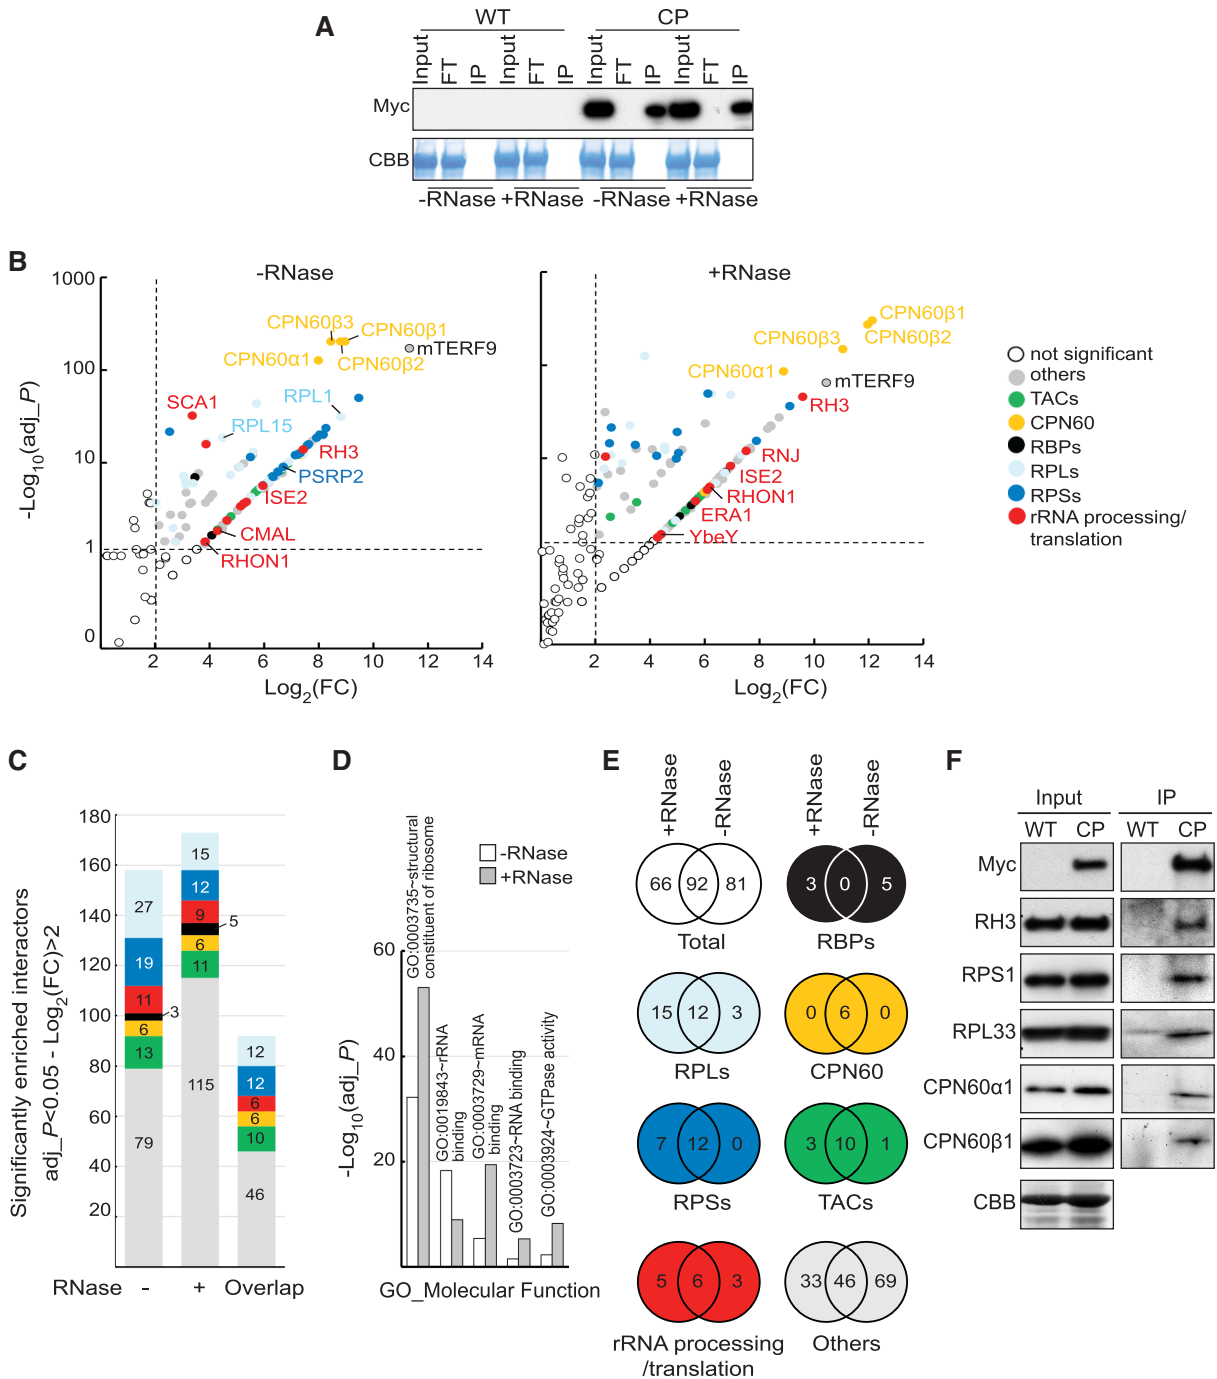 A
WT CP
Input FT IP Input FT IP Input FT IP Input FT IP
Myc
CBB
-RNase +RNase -RNase +RNase
B
-RNase
-Log10(adj_P)
1000
100
10
1
0
2 4 6 8 10 12 14
Log2(FC)
CPN60β3
CPN60β1
CPN60α1
CPN60β2
mTERF9
SCA1
RPL1
RPL15
RH3
PSRP2
ISE2
CMAL
RHON1
+RNase
CPN60β1
CPN60β3
CPN60β2
CPN60α1
mTERF9
RH3
RNJ
ISE2
RHON1
ERA1
YbeY
2 4 6 8 10 12 14
Log2(FC)
not significant
others
TACs
CPN60
RBPs
RPLs
RPSs
rRNA processing/
translation
C
Significantly enriched interactors
adj_P<0.05 - Log2(FC)>2
180
160
140
120
100
80
60
40
20
27
19
11
3
6
13
79
15
12
9
5
6
11
115
12
12
6
6
10
46
RNase - + Overlap
D
-Log10(adj_P)
60
40
20
-RNase
+RNase
GO:0003735~structural
constituent of ribosome
GO:0019843~rRNA
binding
GO:0003729~mRNA
binding
GO:0003723~RNA binding
GO:0003924~GTPase activity
GO_Molecular Function
E
+RNase -RNase +RNase -RNase
66 92 81
Total
3 0 5
RBPs
15 12 3
RPLs
0 6 0
CPN60
7 12 0
RPSs
3 10 1
TACs
5 6 3
rRNA processing
/translation
33 46 69
Others
F
Input IP
WT CP WT CP
Myc
RH3
RPS1
RPL33
CPN60α1
CPN60β1
CBB